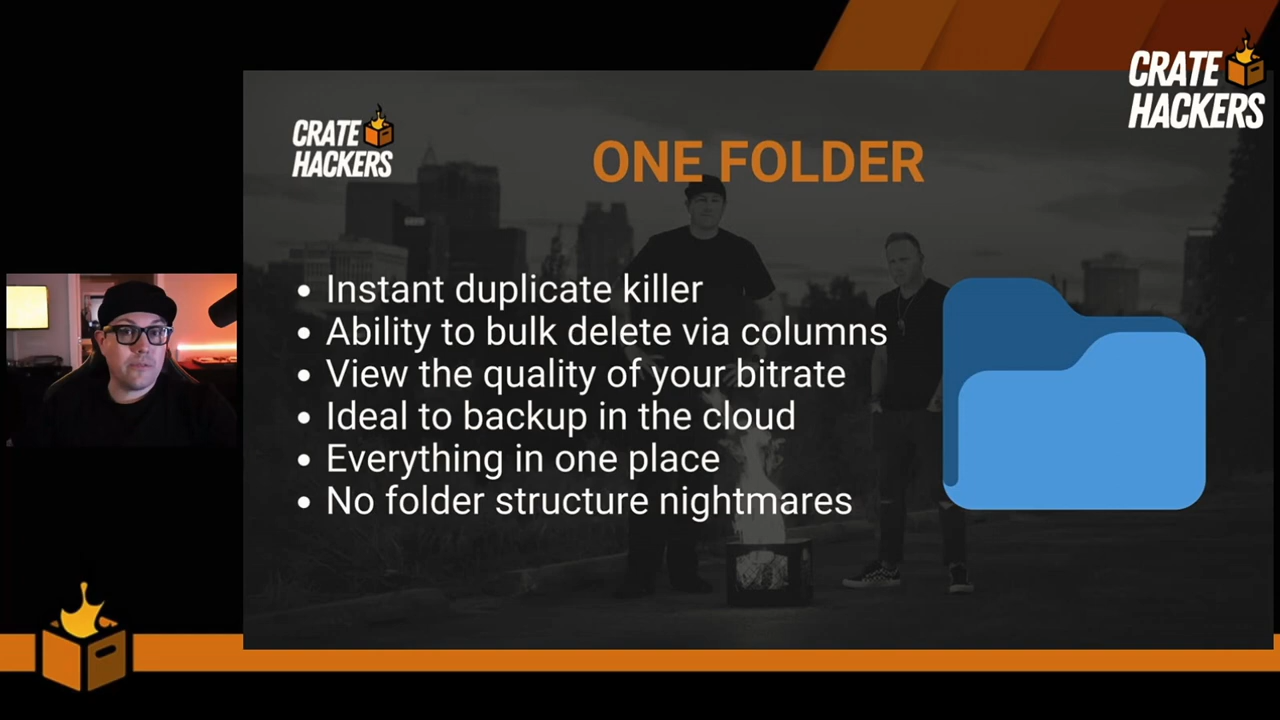 CRATE
HACKERS
CRATE
HACKERS
ONE FOLDER
• Instant duplicate killer
• Ability to bulk delete via columns
• View the quality of your bitrate
• Ideal to backup in the cloud
• Everything in one place
• No folder structure nightmares